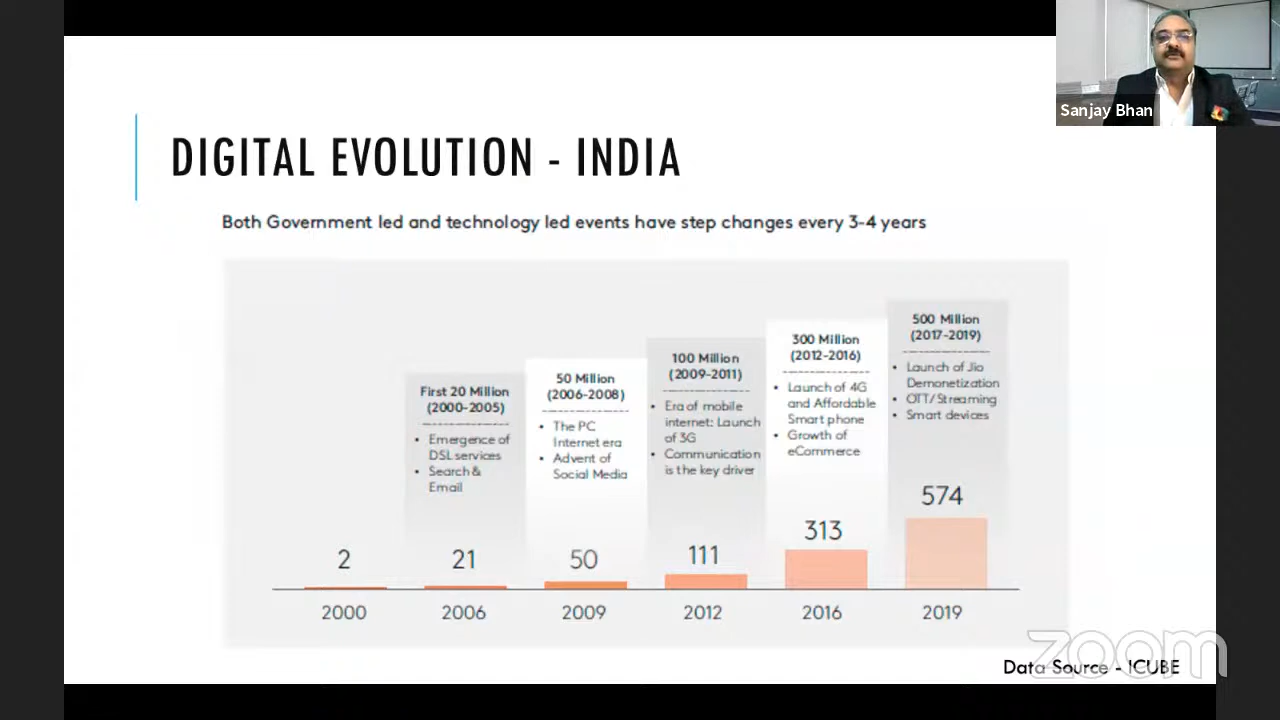 Sanjay Bhan
DIGITAL EVOLUTION - INDIA
Both Government led and technology led events have step changes every 3-4 years
First 20 Million
(2000-2005)
• Emergence of
DSL services
• Search &
Email
50 Million
(2006-2008)
• The PC
Internet era
• Advent of
Social Media
100 Million
(2009-2011)
• Era of mobile
internet: Launch
of 3G
• Communication
is the key driver
300 Million
(2012-2016)
• Launch of 4G
and Affordable
Smart phone
• Growth of
eCommerce
500 Million
(2017-2019)
• Launch of Jio
Demonetization
• OTT/Streaming
• Smart devices
2
21
50
111
313
574
2000
2006
2009
2012
2016
2019
zoom
Data Source - ICUBE